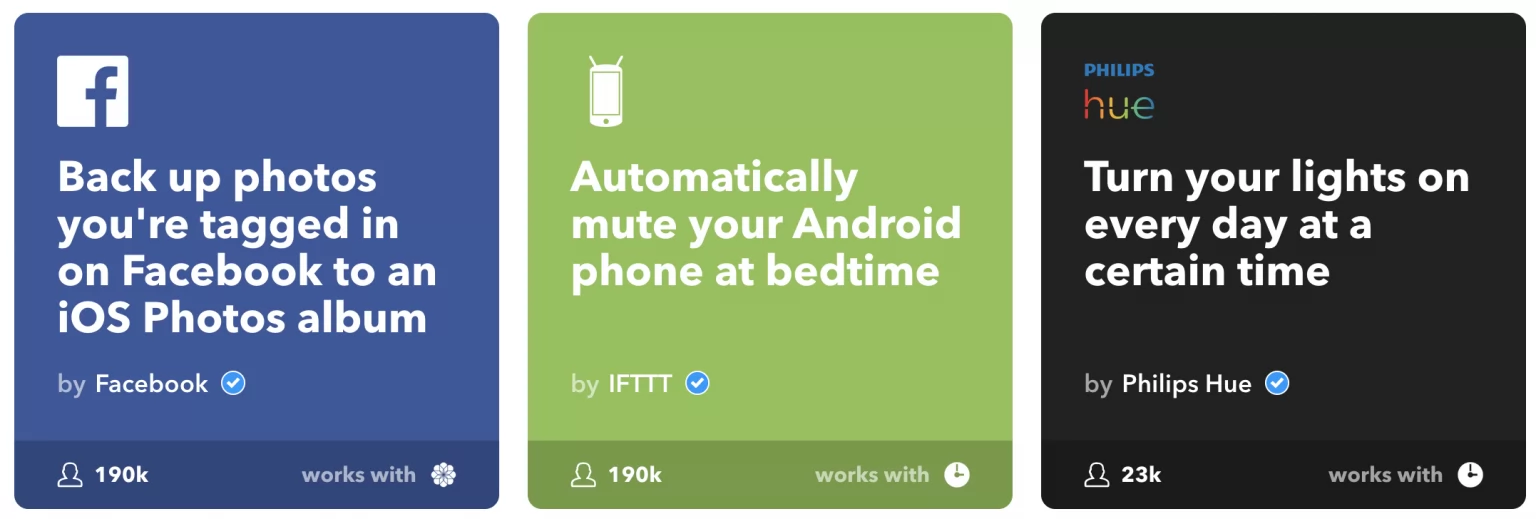 Back up photos
you're tagged in
on Facebook to an
iOS Photos album
by Facebook
190k
works with
Automatically
mute your Android
phone at bedtime
by IFTTT
190k
works with
PHILIPS
hue
Turn your lights on
every day at a
certain time
by Philips Hue
23k
works with